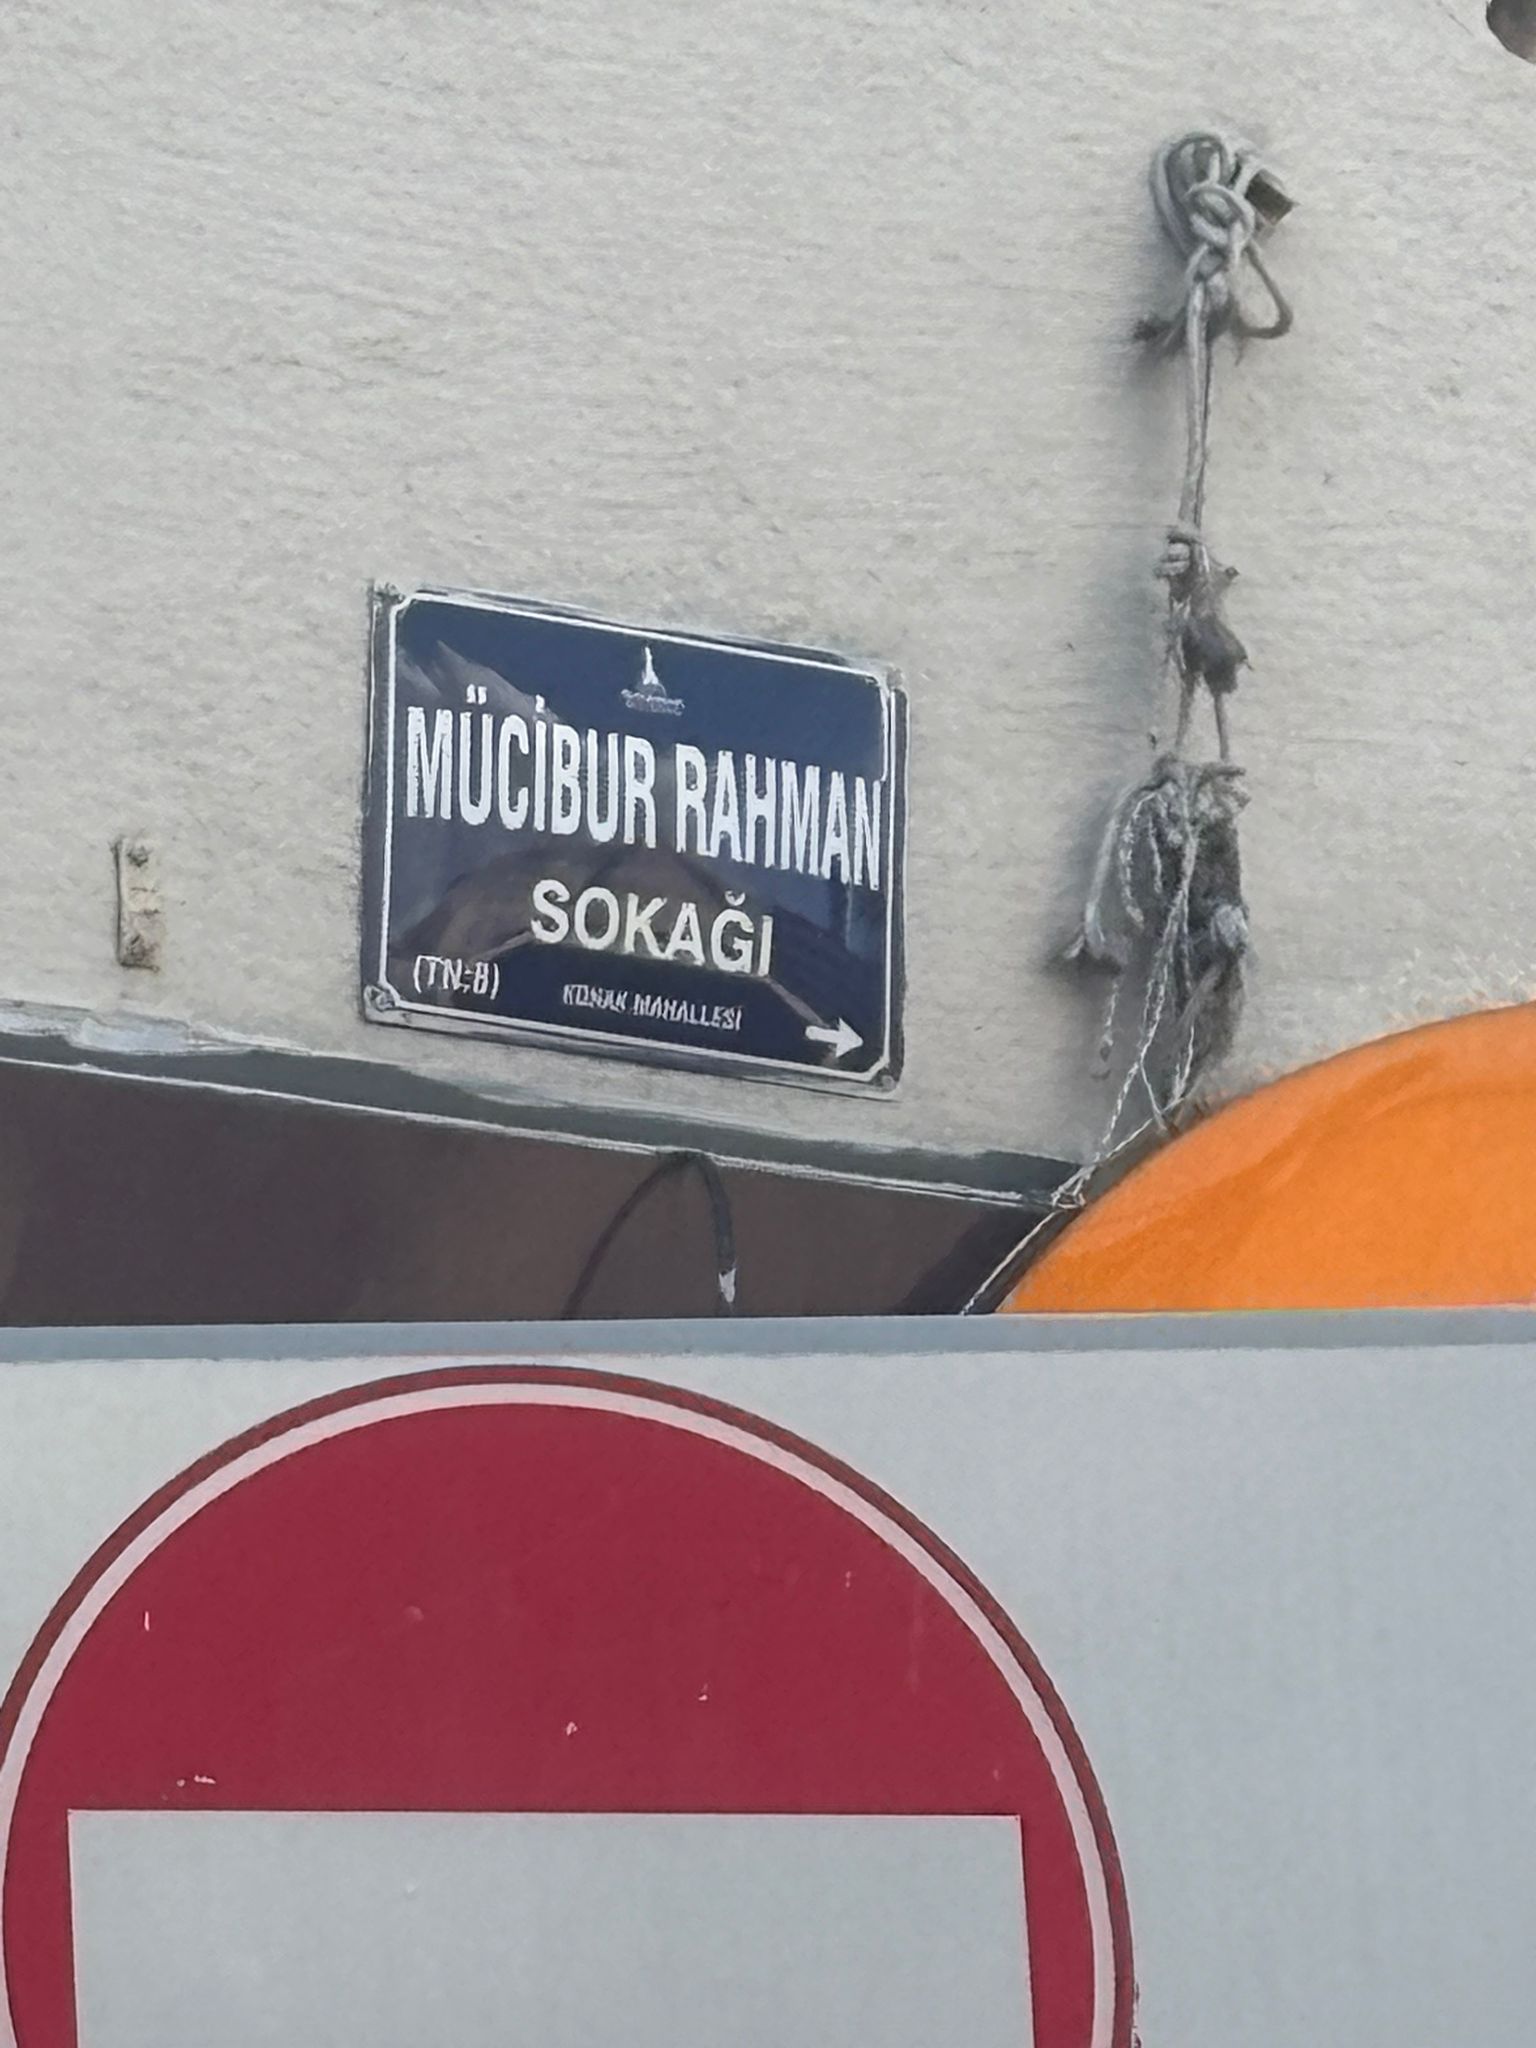 MÜCİBUR RAHMAN
SOKAĞI
(TN:8)
KONAK MAHALLESİ